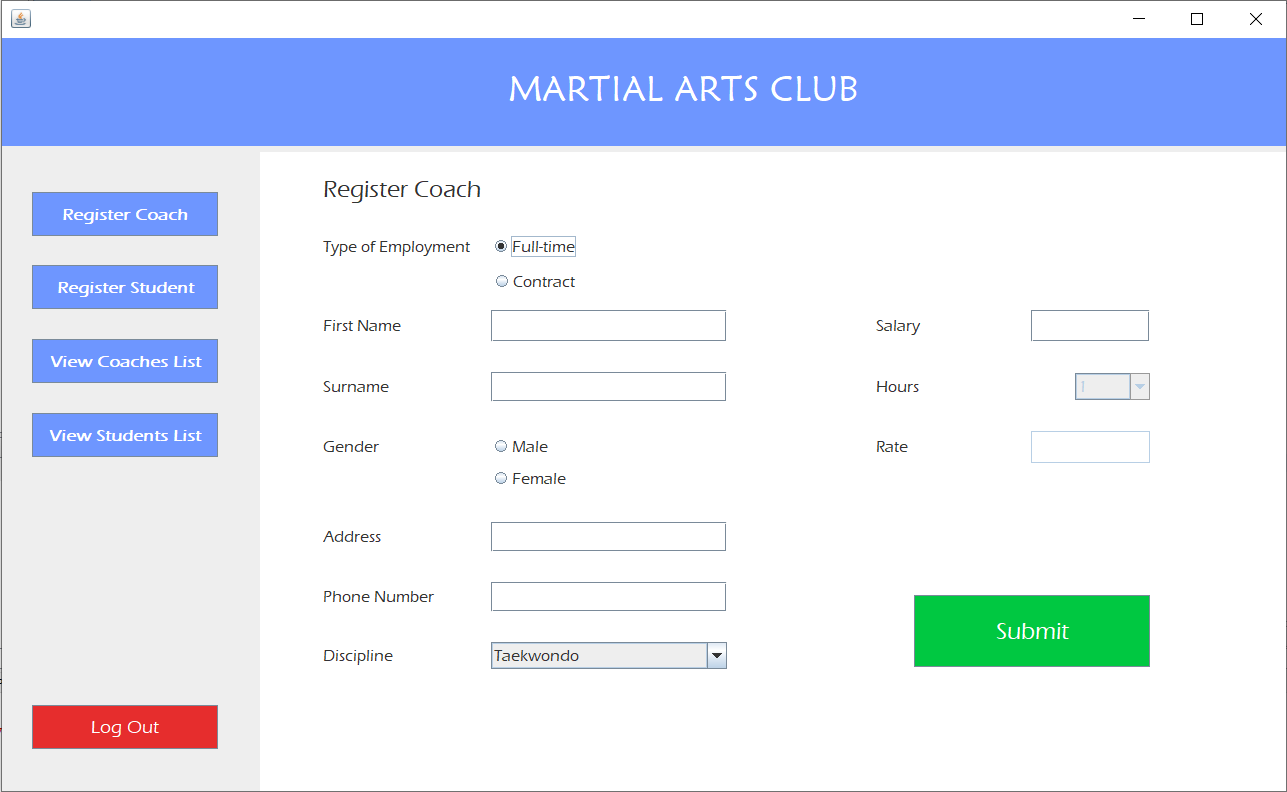 MARTIAL ARTS CLUB
Register Coach
Register Student
View Coaches List
View Students List
Log Out
Register Coach
Type of Employment
Full-time
Contract
First Name
Surname
Gender
Male
Female
Address
Phone Number
Discipline
Taekwondo
Salary
Hours
1
Rate
Submit